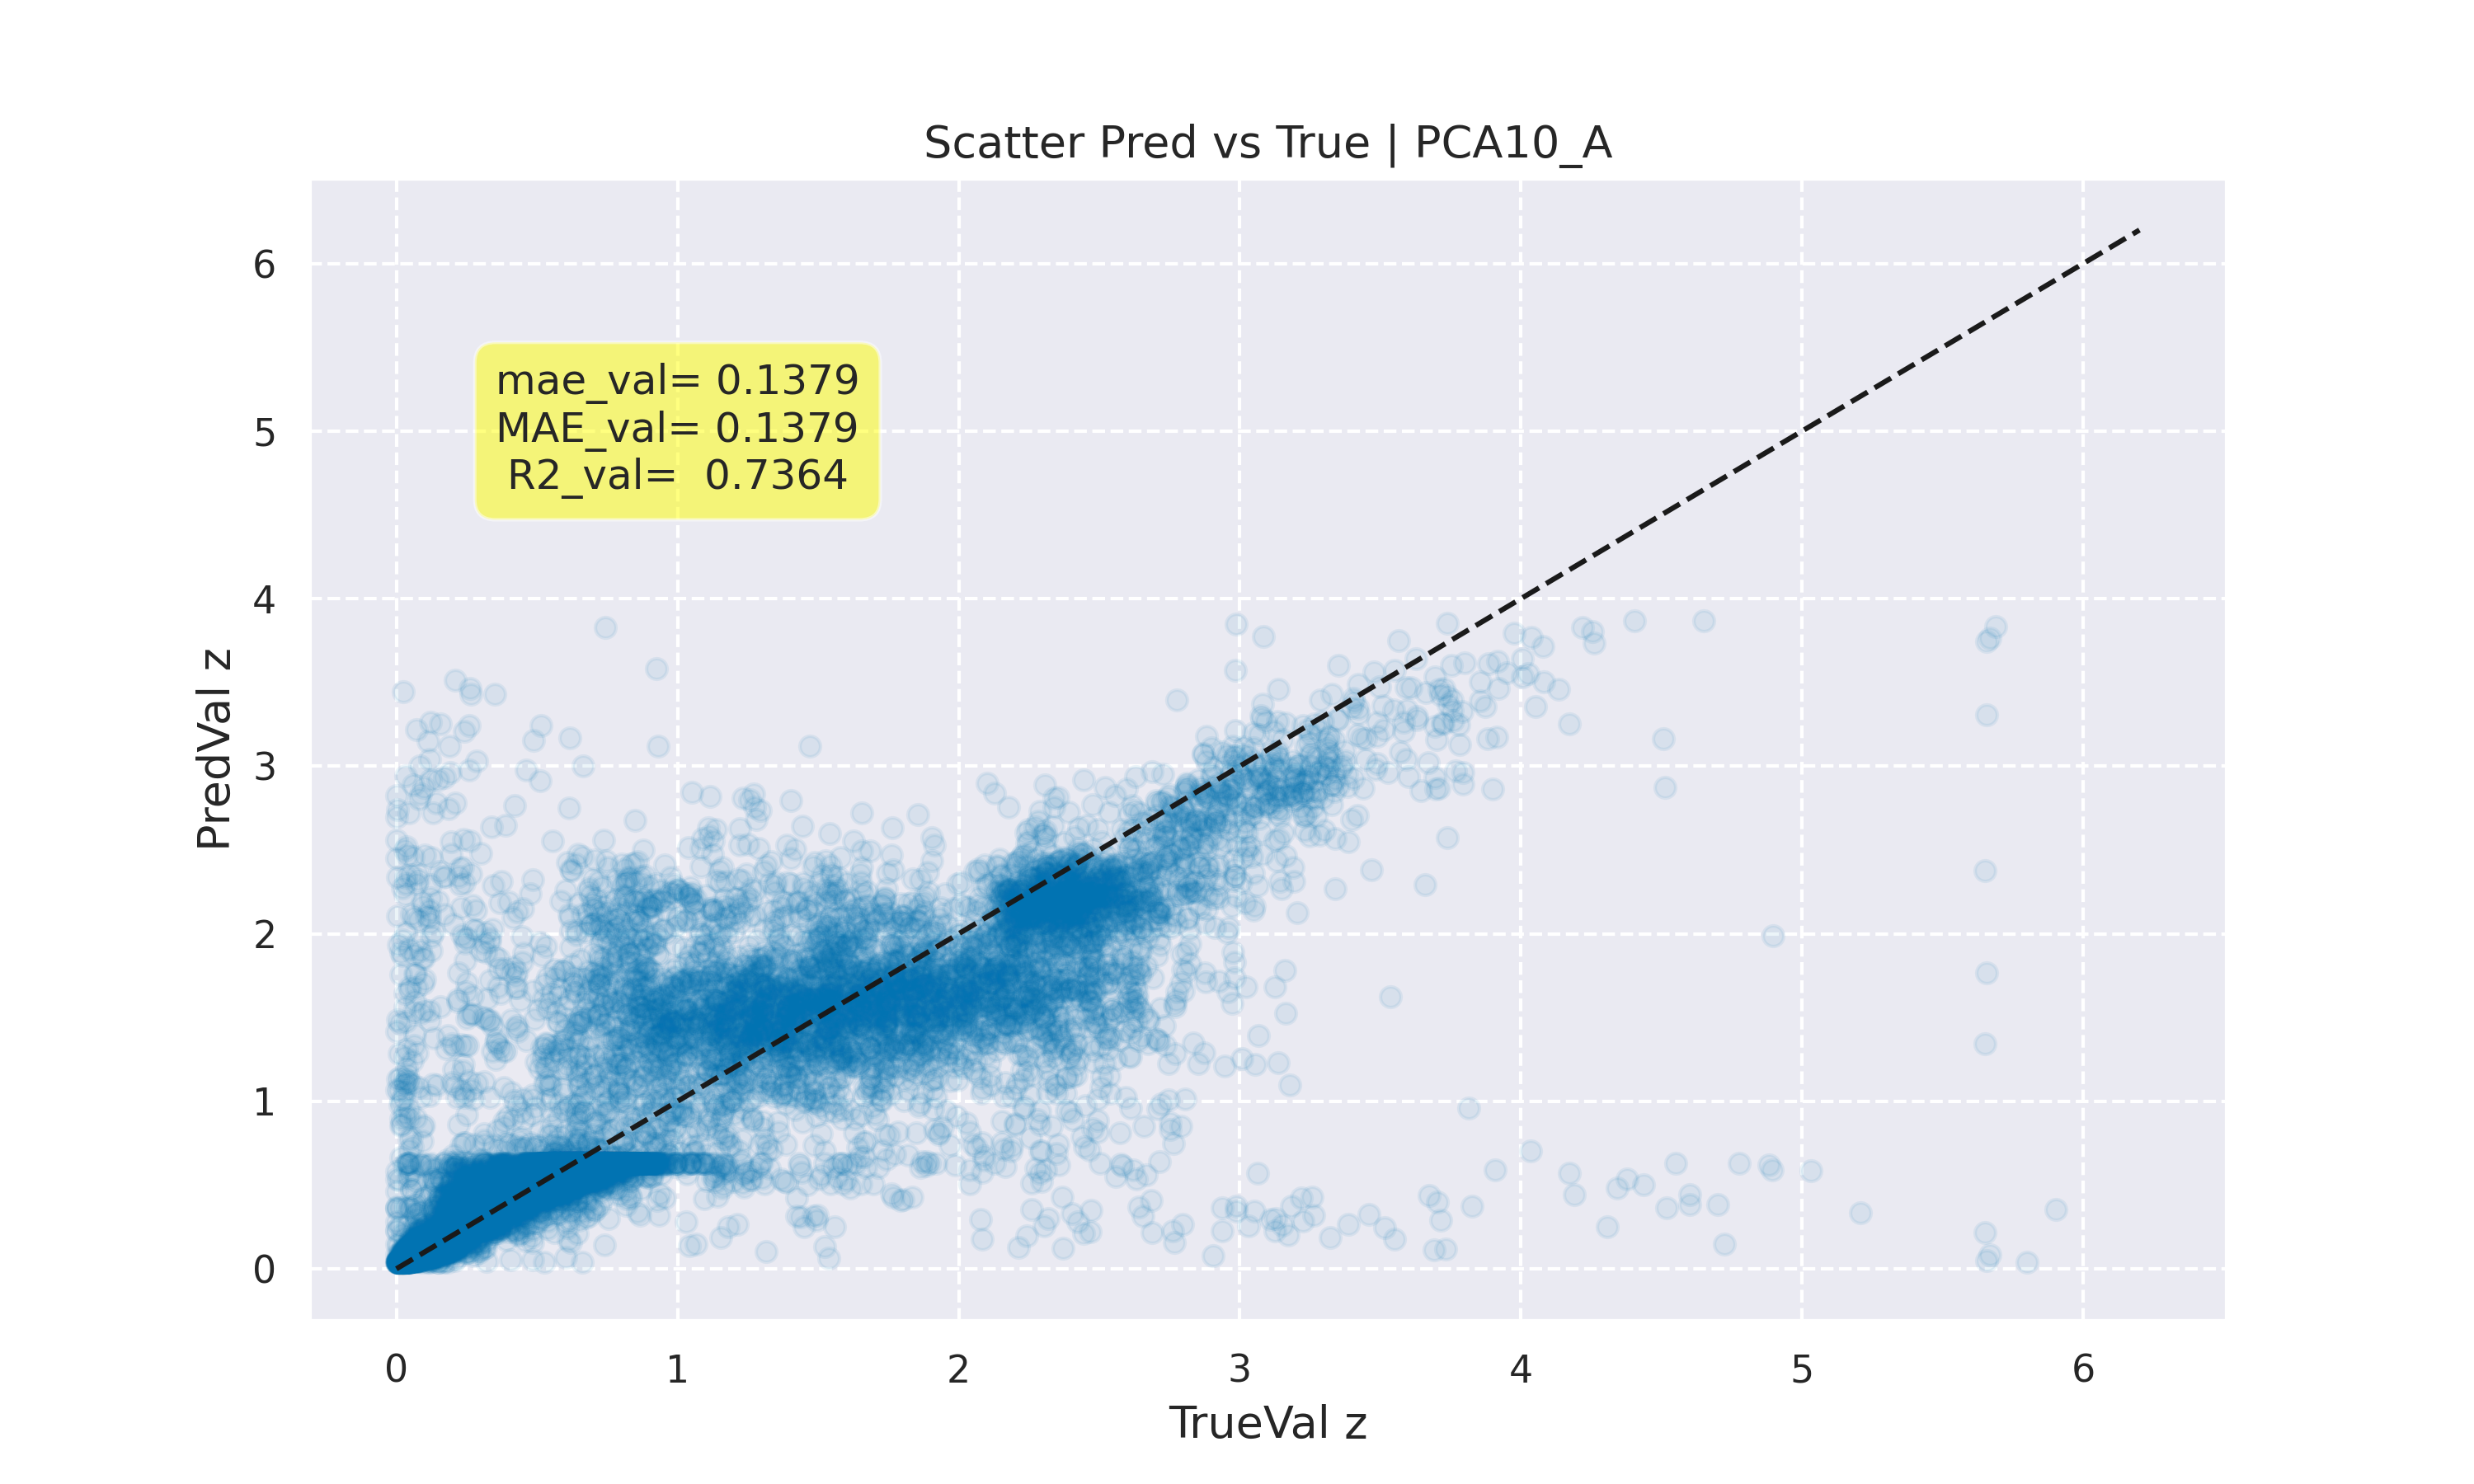 Scatter Pred vs True | PCA10_A
mae_val= 0.1379
MAE_val= 0.1379
R2_val=  0.7364
PredVal z
6
5
4
3
2
1
0
0 1 2 3 4 5 6
TrueVal z